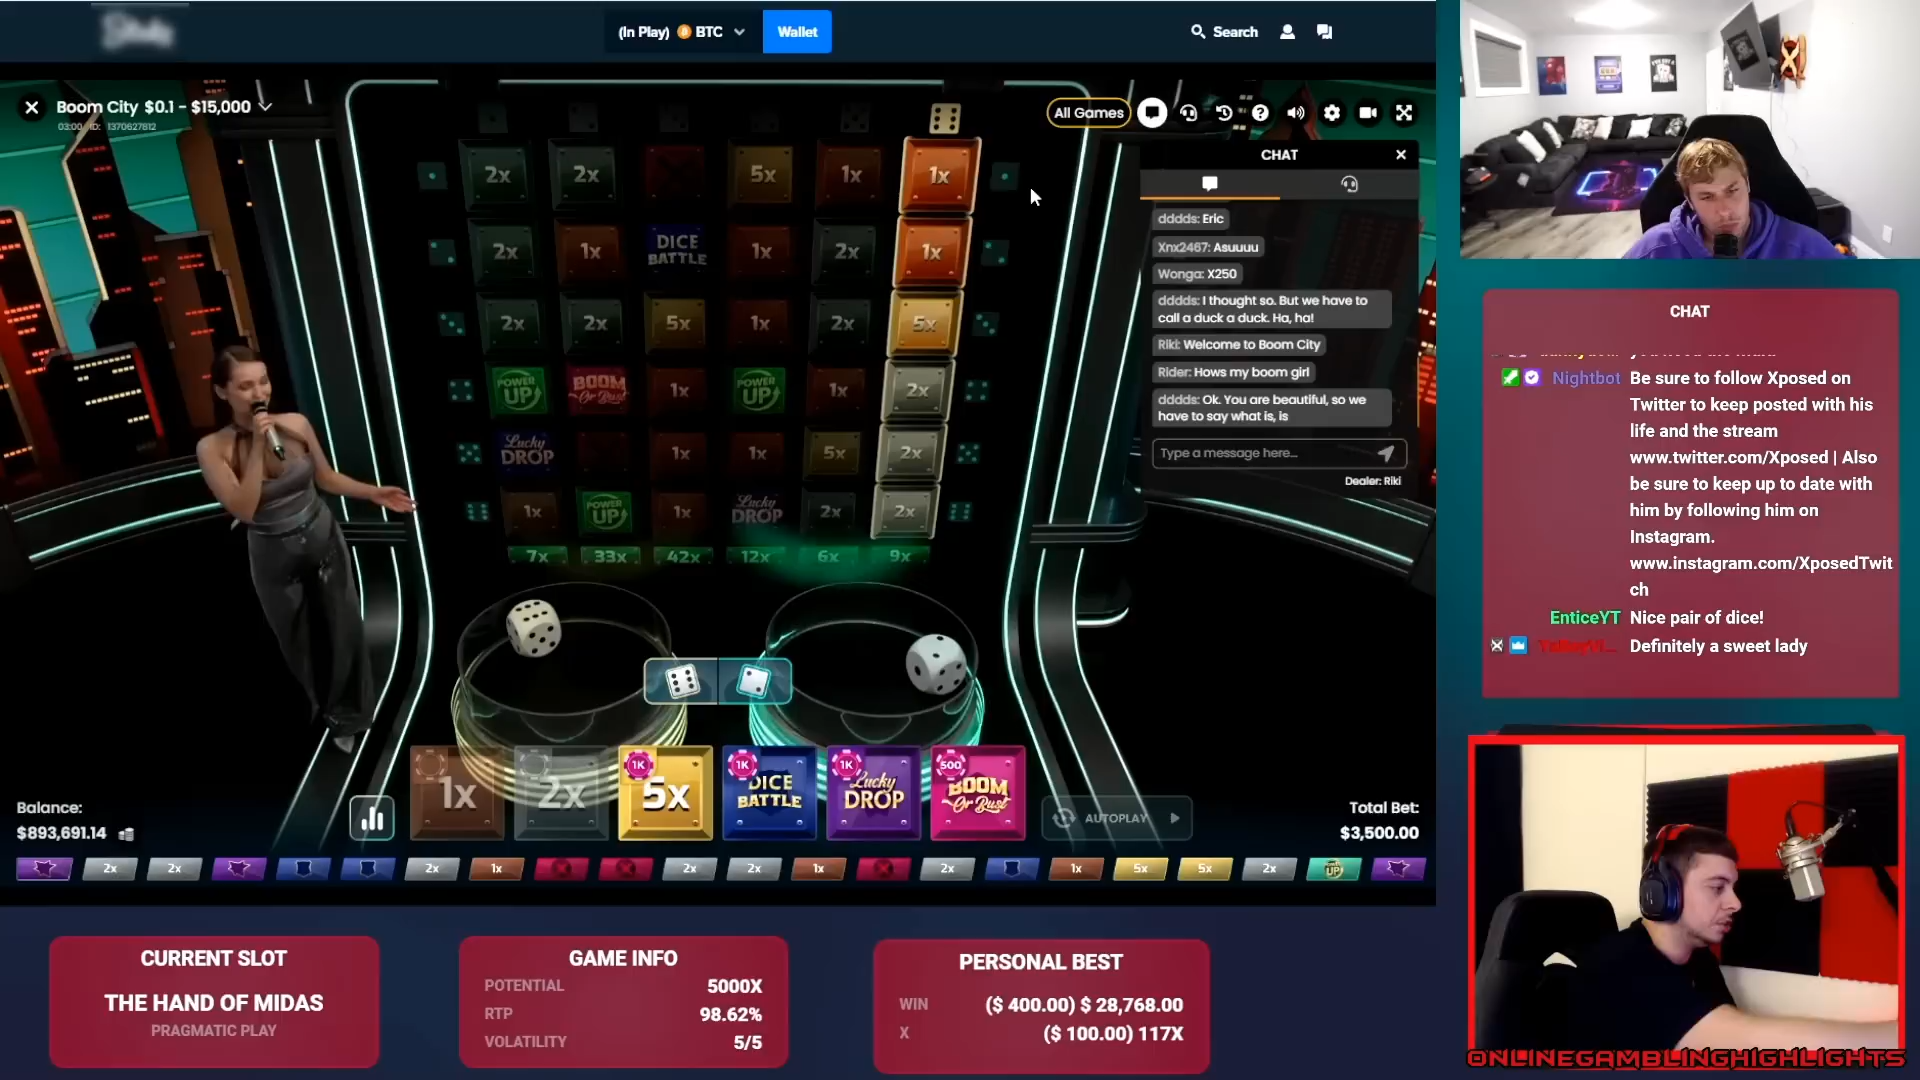 (In Play) BTC
Wallet
Search
Boom City $0.1 - $15,000
03:00 ID: 1370627812
All Games
2x 2x 5x 1x 1x
2x 1x DICE BATTLE 1x 2x 1x
2x 2x 5x 1x 2x 5x
POWER UP BOOM Or Bust 1x POWER UP 1x 2x
Lucky DROP 1x 1x 5x 2x
1x POWER UP 1x Lucky DROP 2x 2x
7x 33x 42x 12x 6x 9x
CHAT
dddds: Eric
Xnx2467: Asuuuu
Wonga: X250
dddds: I thought so. But we have to
call a duck a duck. Ha, ha!
Riki: Welcome to Boom City
Rider: Hows my boom girl
dddds: Ok. You are beautiful, so we
have to say what is, is
Type a message here...
Dealer: Riki
1K 1K 1K 500
1x 2x 5x DICE BATTLE Lucky DROP BOOM Or Bust
AUTOPLAY
Balance:
$893,691.14
Total Bet:
$3,500.00
2x 2x 2x 1x 2x 2x 1x 2x 1x 5x 5x 2x UP
CURRENT SLOT
THE HAND OF MIDAS
PRAGMATIC PLAY
GAME INFO
POTENTIAL 5000X
RTP 98.62%
VOLATILITY 5/5
PERSONAL BEST
WIN ($ 400.00) $ 28,768.00
X ($ 100.00) 117X
CHAT
Nightbot Be sure to follow Xposed on
Twitter to keep posted with his
life and the stream
www.twitter.com/Xposed | Also
be sure to keep up to date with
him by following him on
Instagram.
www.instagram.com/XposedTwit
ch
EnticeYT Nice pair of dice!
Definitely a sweet lady
ONLINEGAMBLINGHIGHLIGHTS